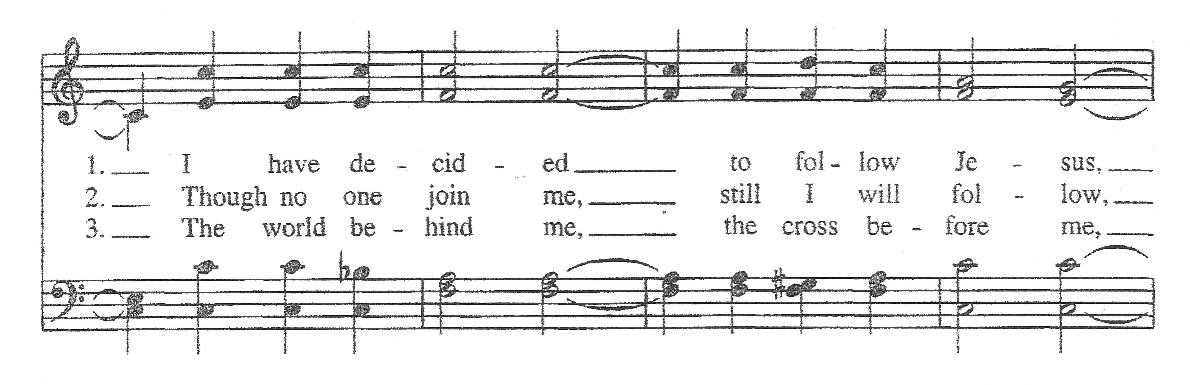 1. ___ I have de - cid - ed ______ to fol - low Je - sus, ___
2. ___ Though no one join me, ______ still I will fol - low, ___
3. ___ The world be - hind me, ______ the cross be - fore me, ___